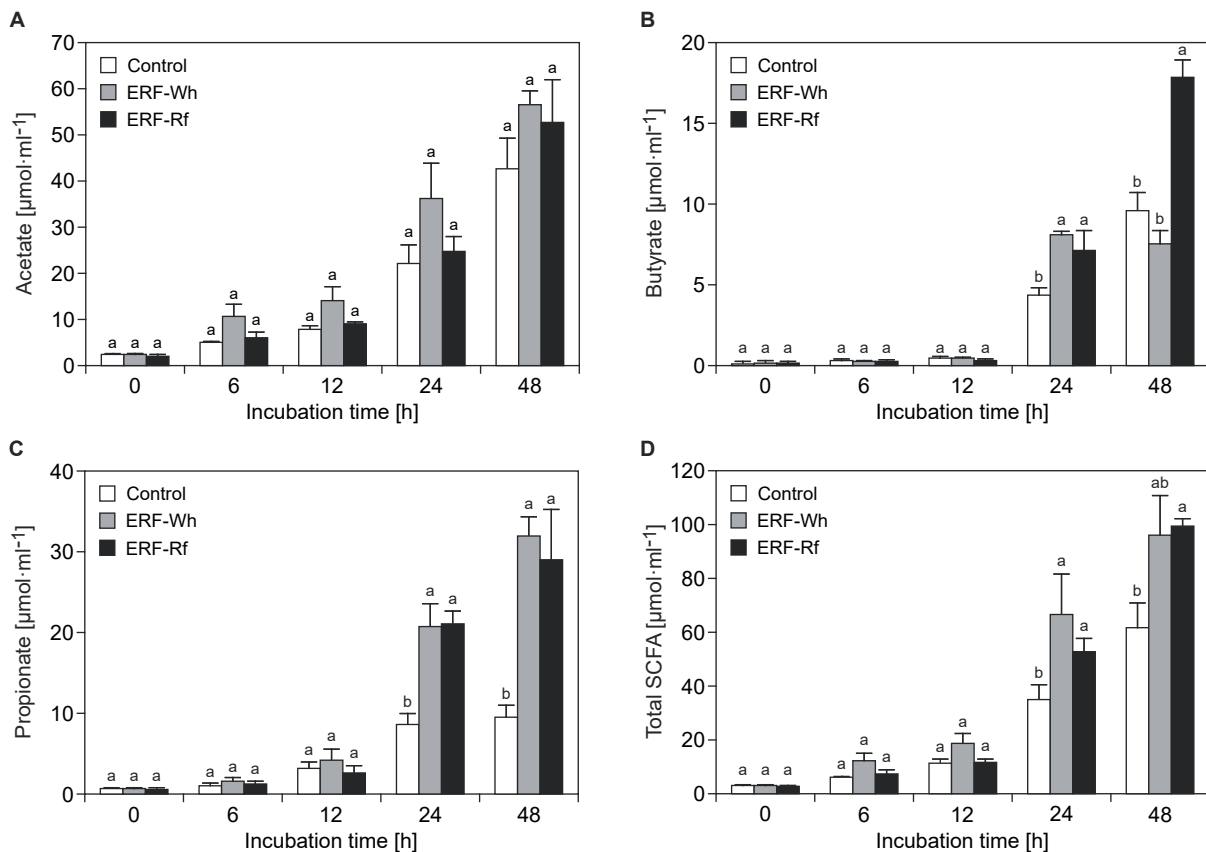 A
Acetate [µmol·ml⁻¹]
70
60
50
40
30
20
10
0
Control
ERF-Wh
ERF-Rf
a a a
a a a
a a a
a a a
a a a
0 6 12 24 48
Incubation time [h]
B
Butyrate [µmol·ml⁻¹]
20
15
10
5
0
Control
ERF-Wh
ERF-Rf
a a a
a a a
a a a
b a a
b b a
0 6 12 24 48
Incubation time [h]
C
Propionate [µmol·ml⁻¹]
40
30
20
10
0
Control
ERF-Wh
ERF-Rf
a a a
a a a
a a a
b a a
b a a
0 6 12 24 48
Incubation time [h]
D
Total SCFA [µmol·ml⁻¹]
120
100
80
60
40
20
0
Control
ERF-Wh
ERF-Rf
a a a
a a a
a a a
b a a
b ab a
0 6 12 24 48
Incubation time [h]